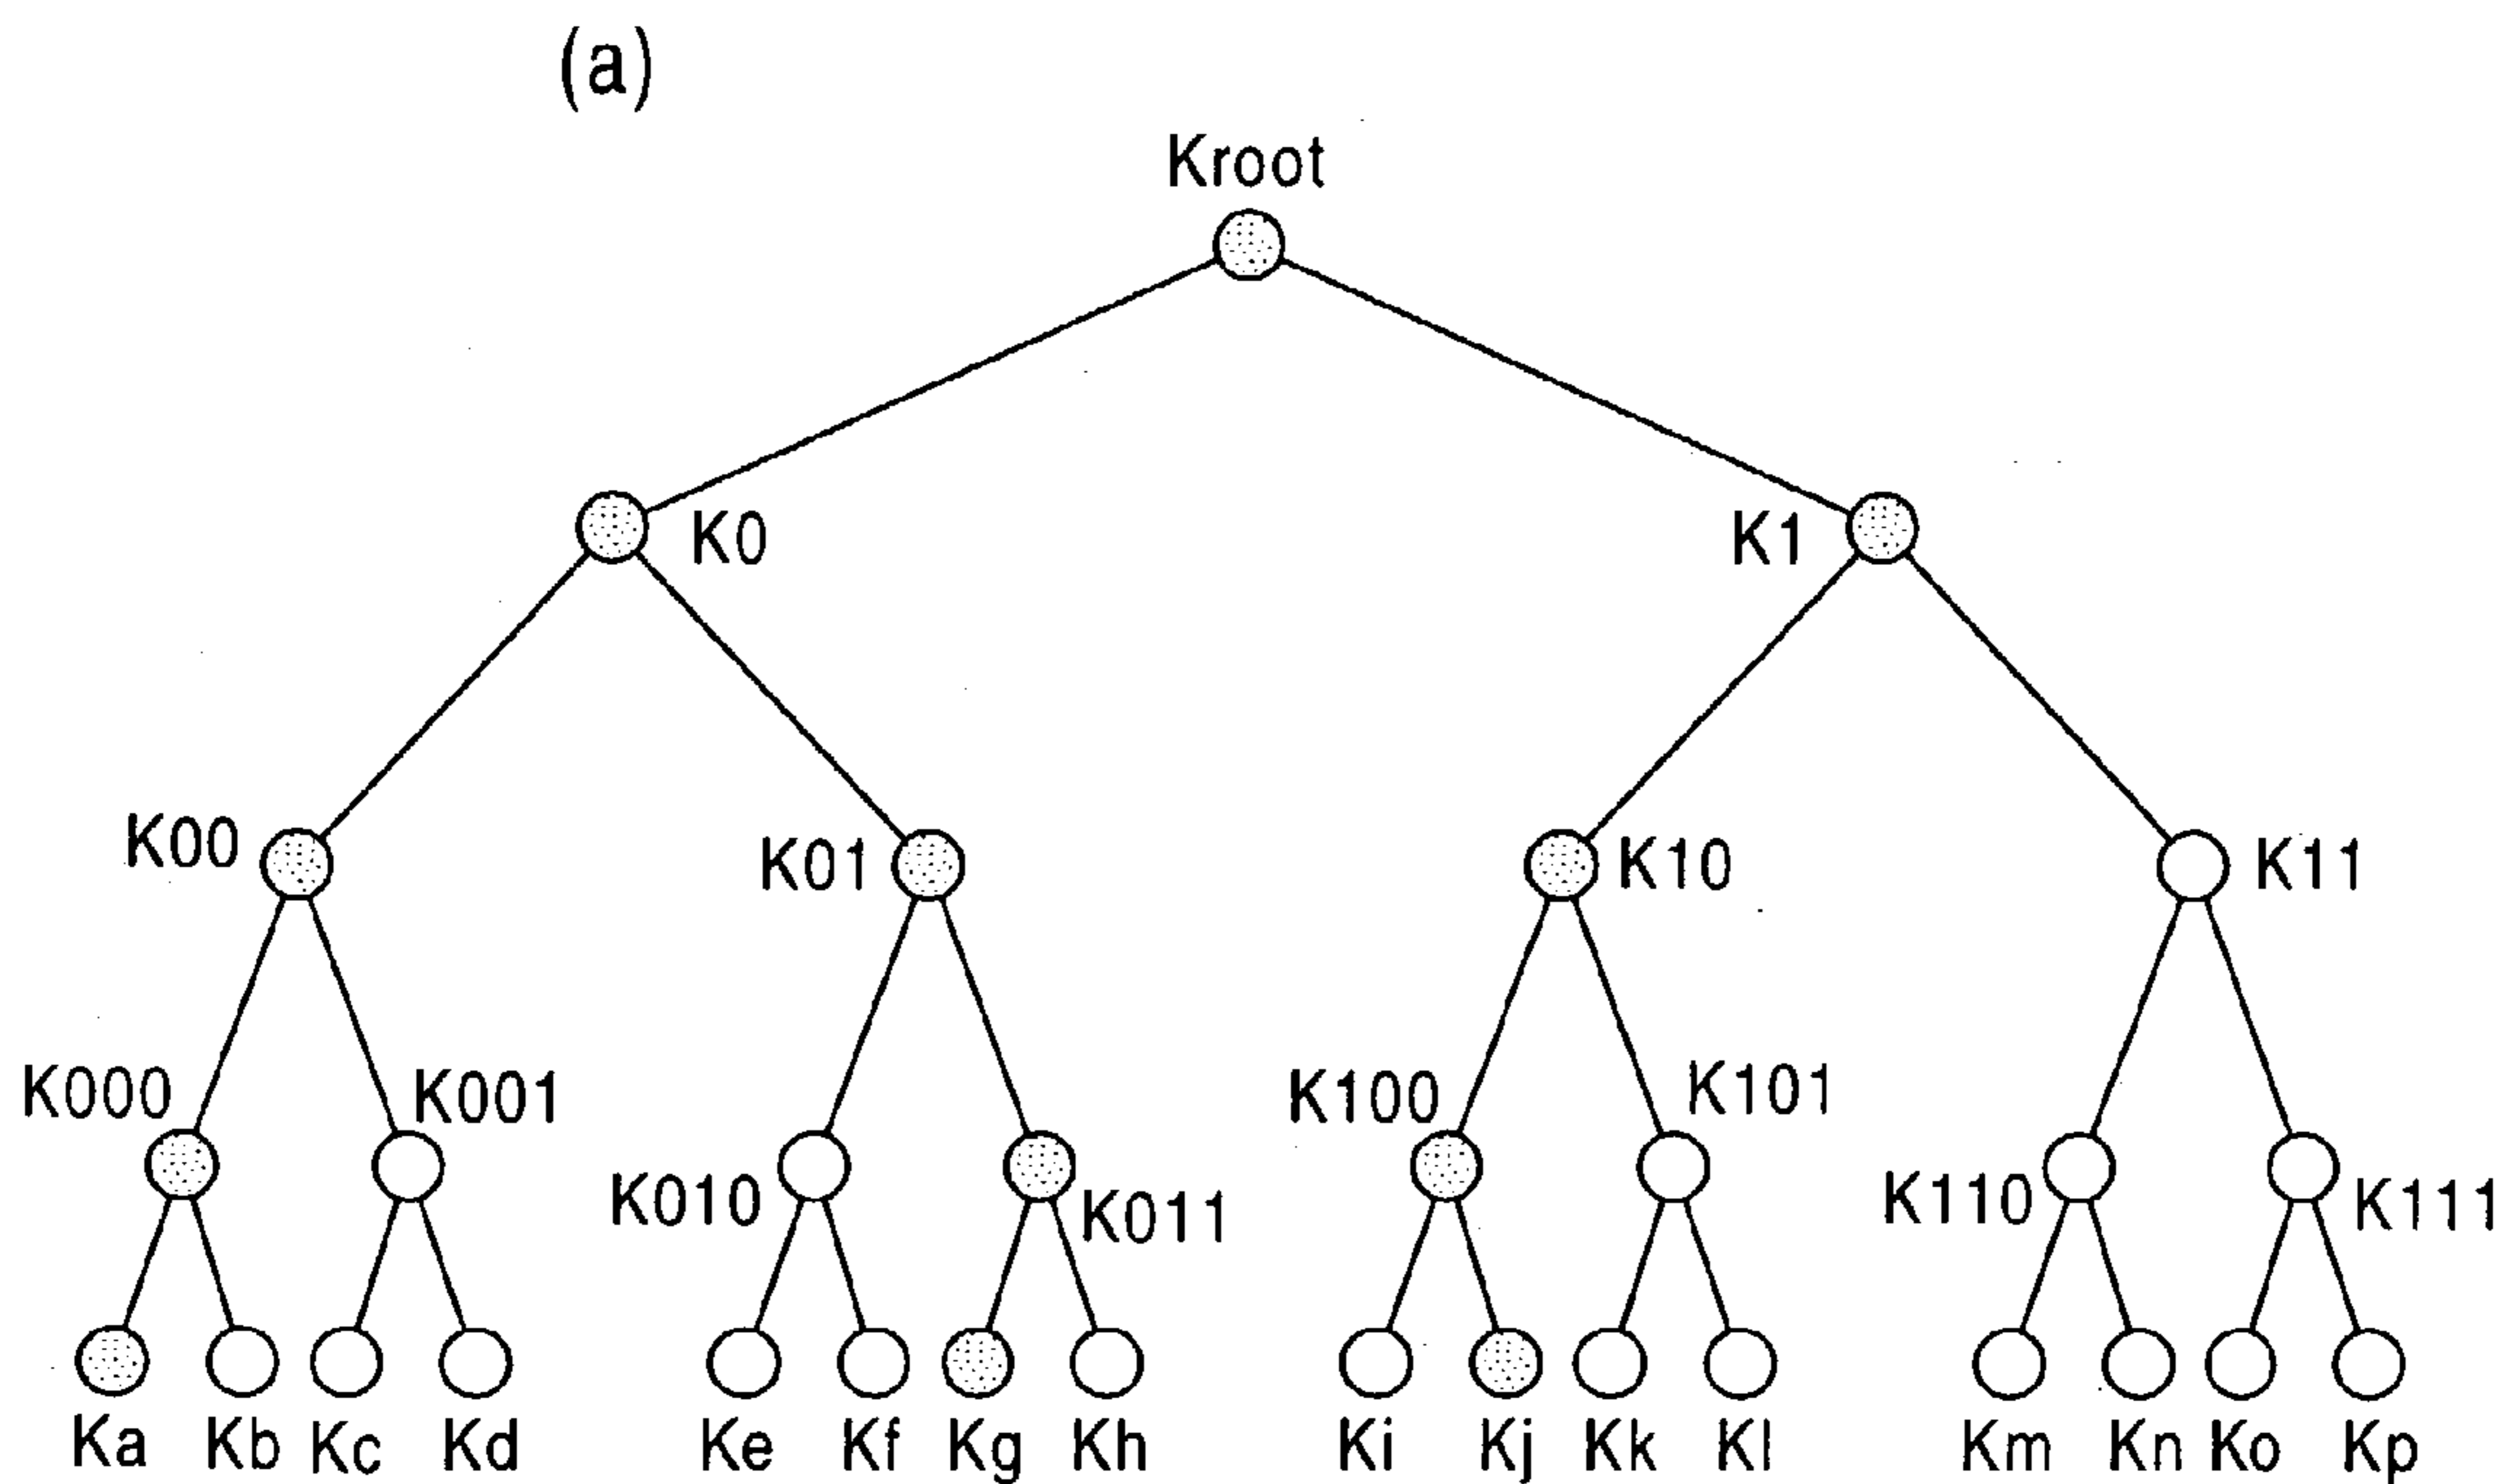 (a)
Kroot
K0 K1
K00 K01 K10 K11
K000 K001 K010 K011 K100 K101 K110 K111
Ka Kb Kc Kd Ke Kf Kg Kh Ki Kj Kk Kl Km Kn Ko Kp